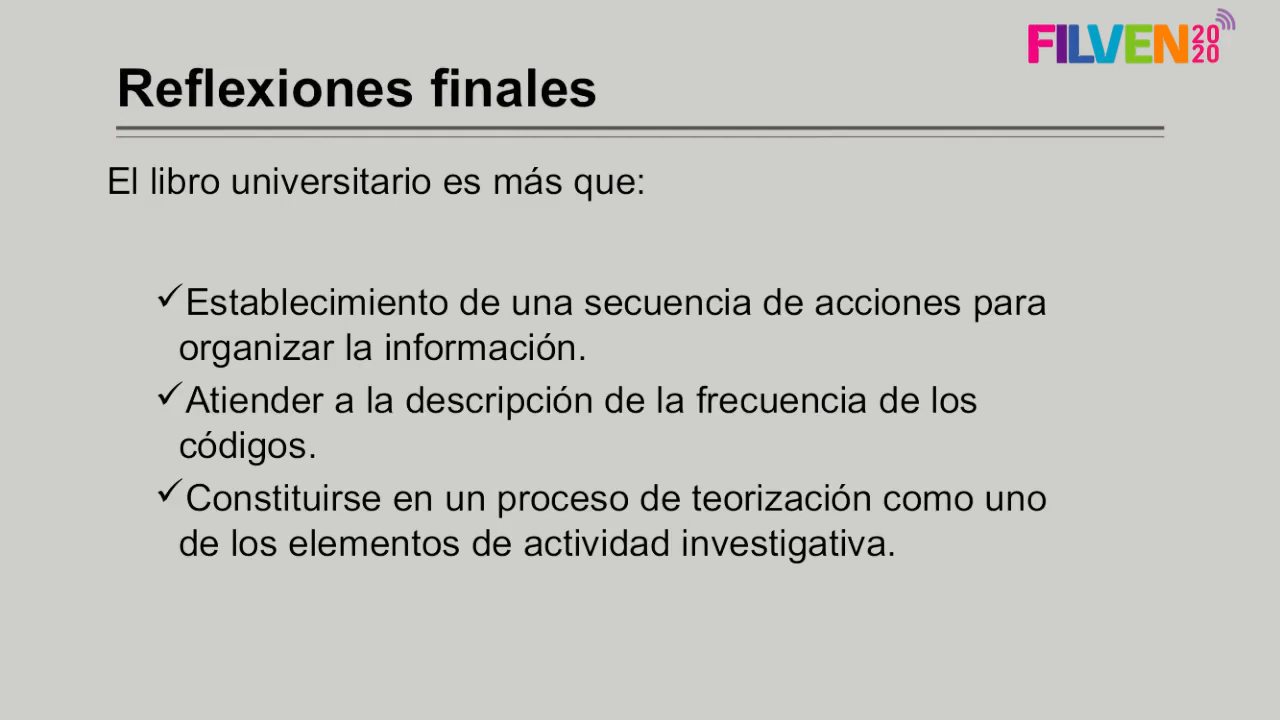 FILVEN 20
20
Reflexiones finales
El libro universitario es más que:
✓Establecimiento de una secuencia de acciones para
organizar la información.
✓Atiender a la descripción de la frecuencia de los
códigos.
✓Constituirse en un proceso de teorización como uno
de los elementos de actividad investigativa.